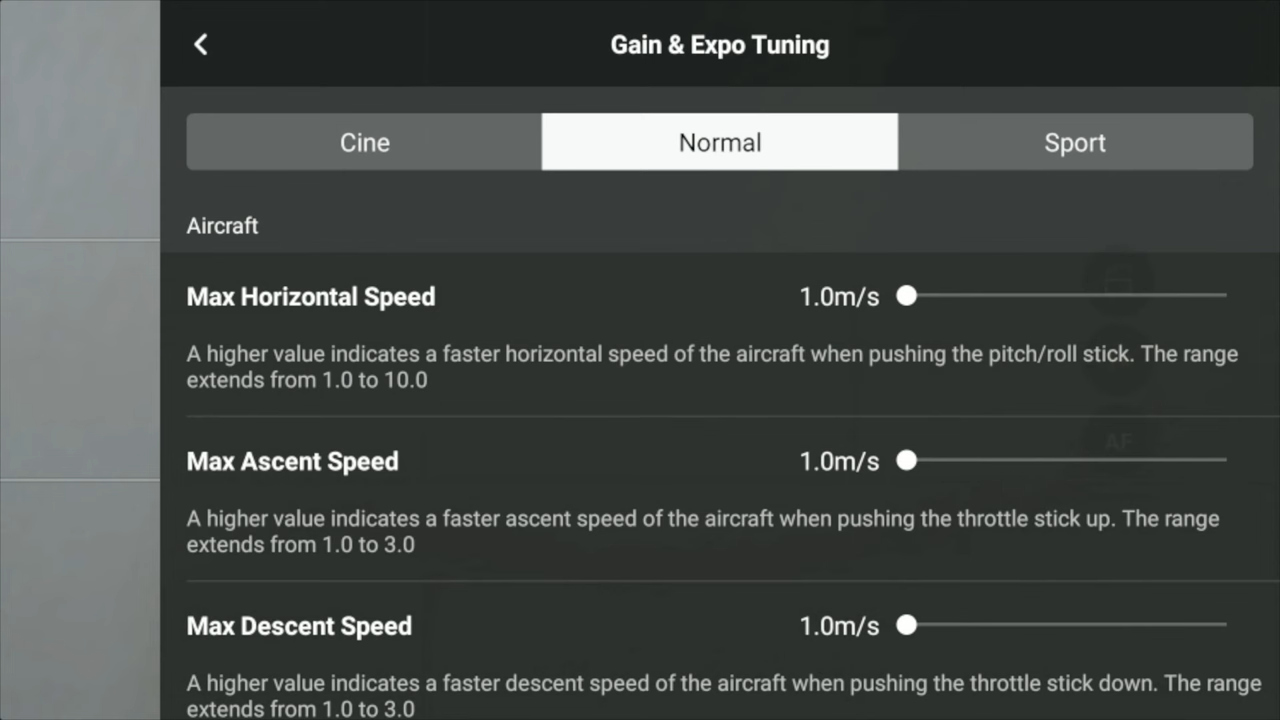 Gain & Expo Tuning
Cine
Normal
Sport
Aircraft
Max Horizontal Speed
1.0m/s
A higher value indicates a faster horizontal speed of the aircraft when pushing the pitch/roll stick. The range
extends from 1.0 to 10.0
AF
Max Ascent Speed
1.0m/s
A higher value indicates a faster ascent speed of the aircraft when pushing the throttle stick up. The range
extends from 1.0 to 3.0
Max Descent Speed
1.0m/s
A higher value indicates a faster descent speed of the aircraft when pushing the throttle stick down. The range
extends from 1.0 to 3.0